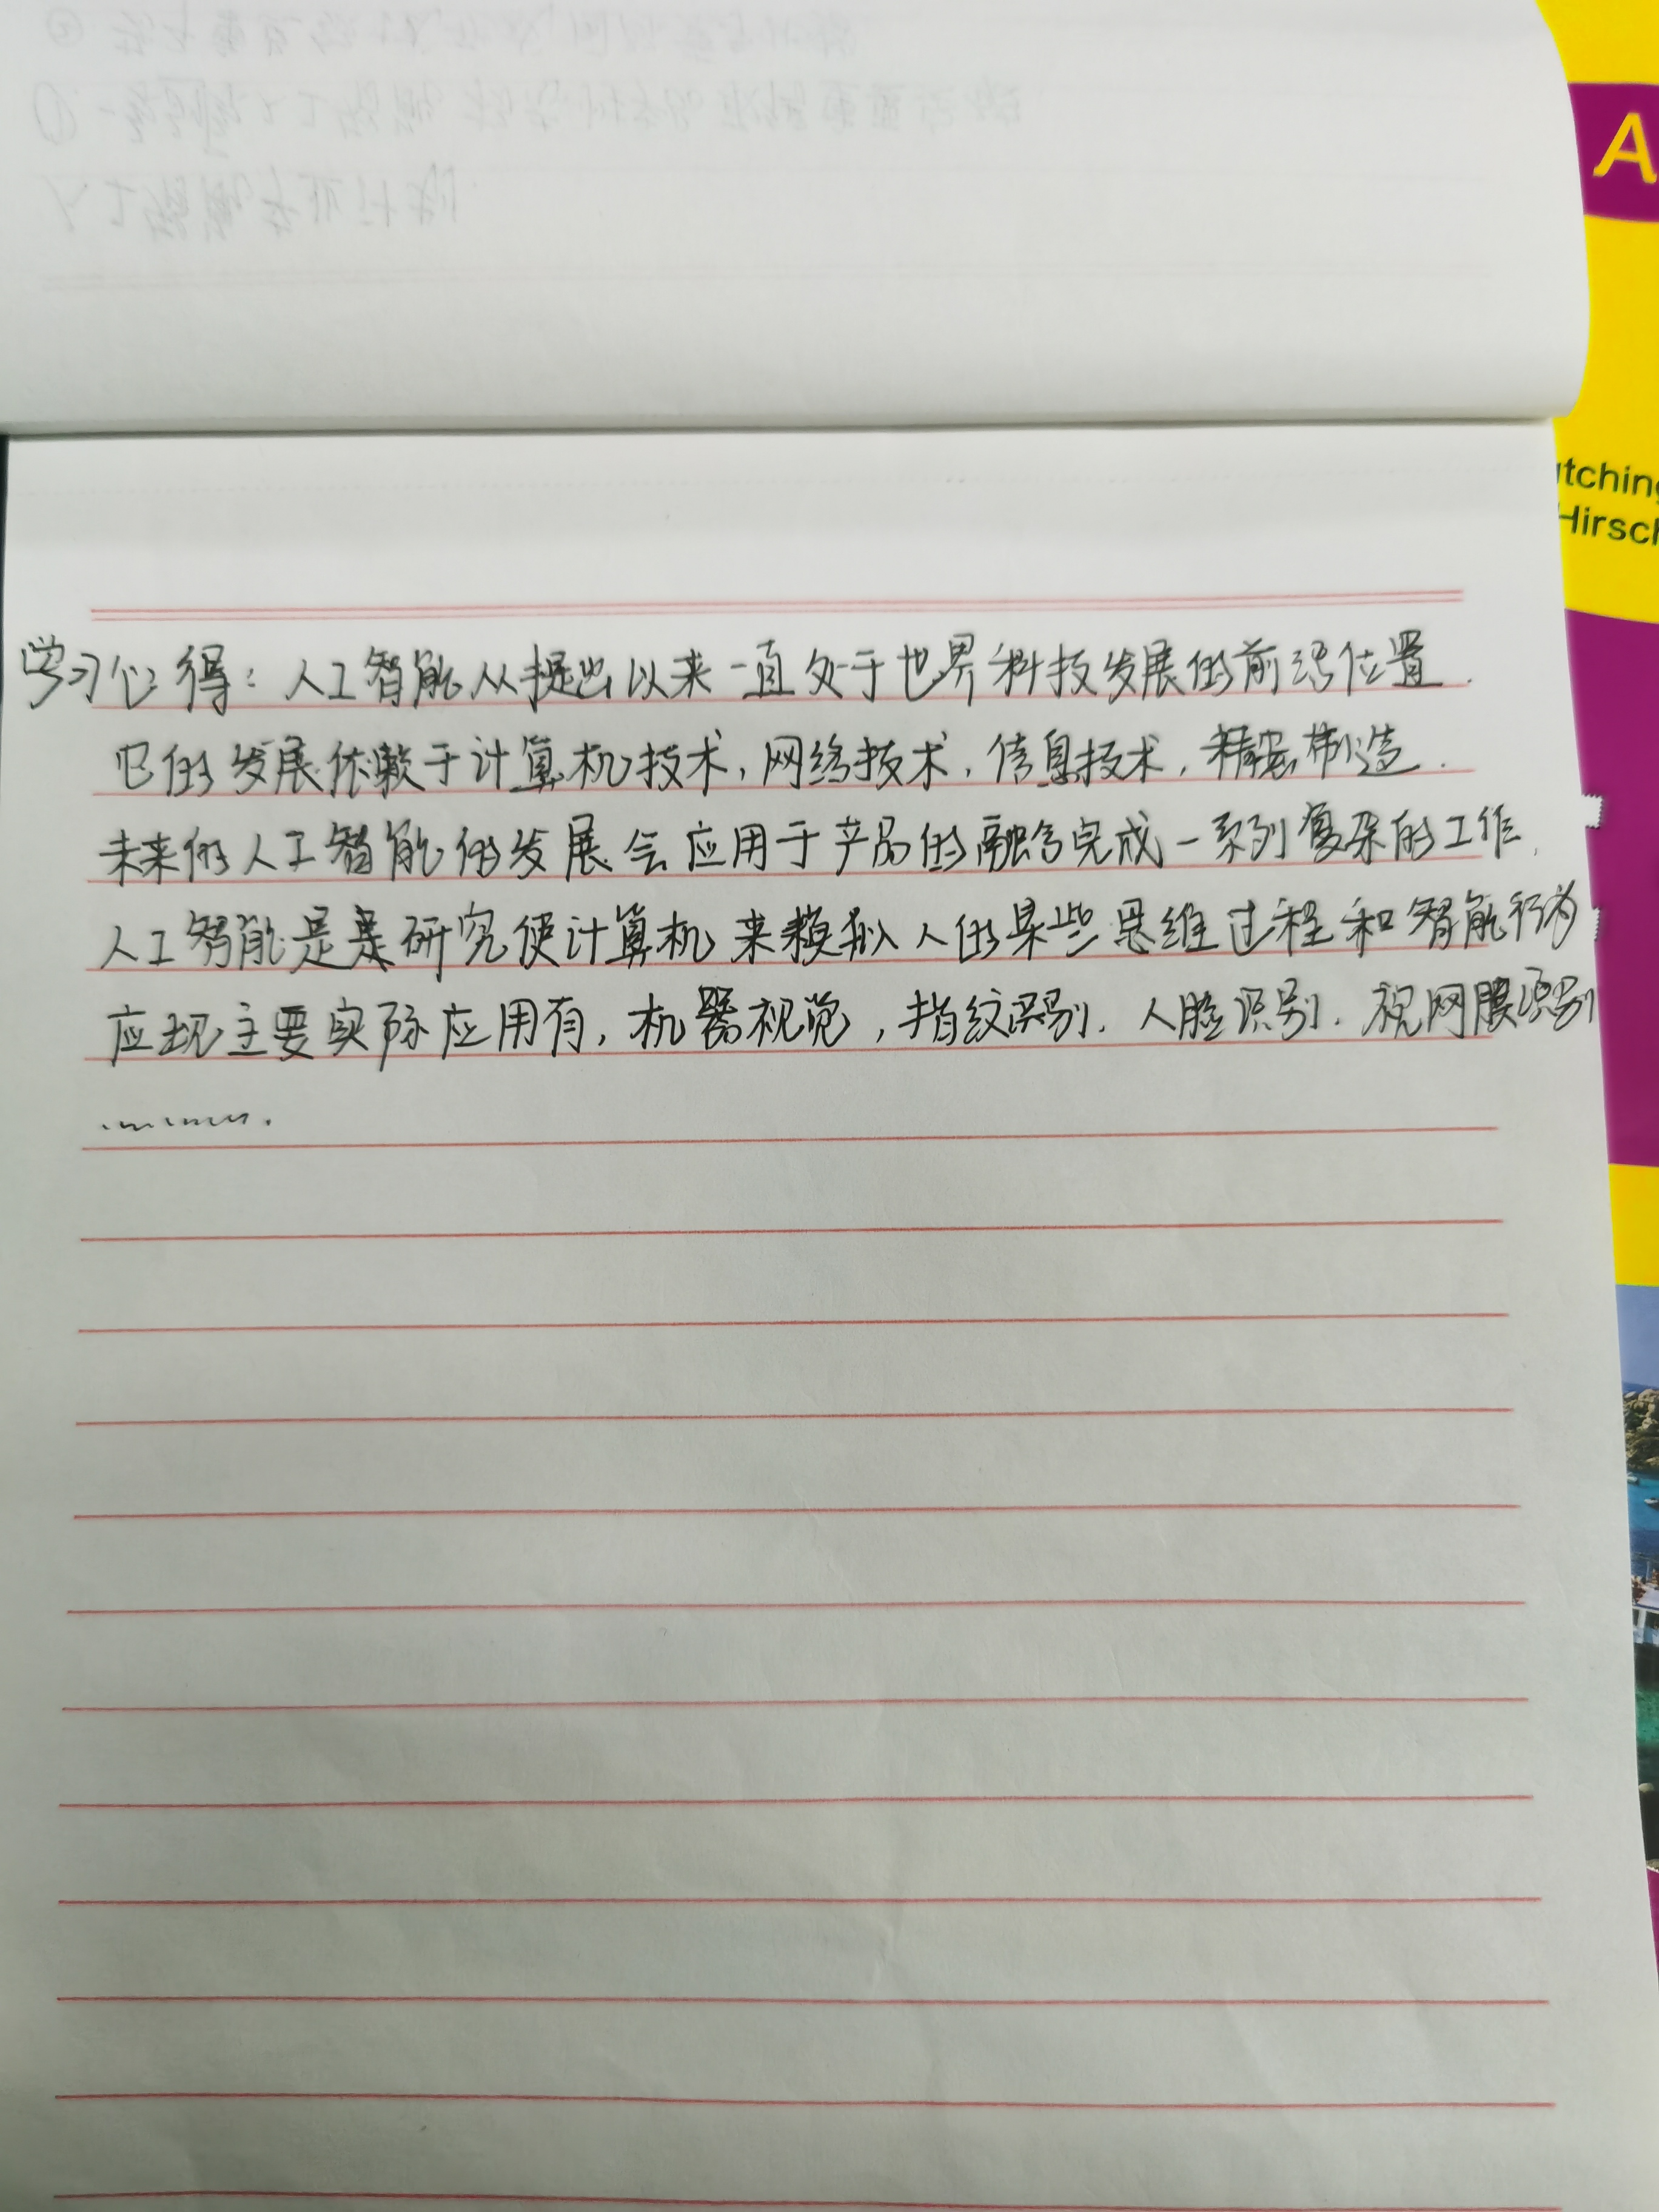 A
tching
Hirsch
学习心得：人工智能从提出以来一直处于世界科技发展的前沿位置.
它的发展依赖于计算机技术,网络技术,信息技术,精密制造.
未来的人工智能的发展会应用于产品的融合完成一系列复杂的工作.
人工智能是是研究使计算机来模拟人的某些思维过程和智能行为
应现主要实际应用有,机器视觉,指纹识别.人脸识别.视网膜识别
…….